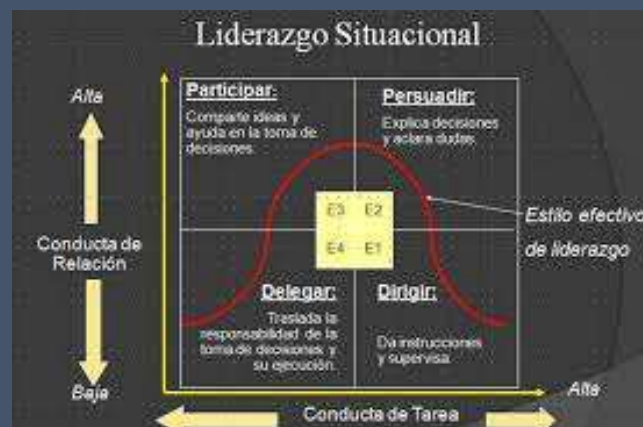 Liderazgo Situacional
Alta
Conducta de
Relación
Baja
Participar:
Comparte ideas y
ayuda en la toma de
decisiones.
Persuadir:
Explica decisiones
y aclara dudas.
E3 E2
E4 E1
Estilo efectivo
de liderazgo
Delegar:
Traslada la
responsabilidad de la
toma de decisiones y
su ejecución.
Dirigir:
Da instrucciones
y supervisa.
Alta
Conducta de Tarea